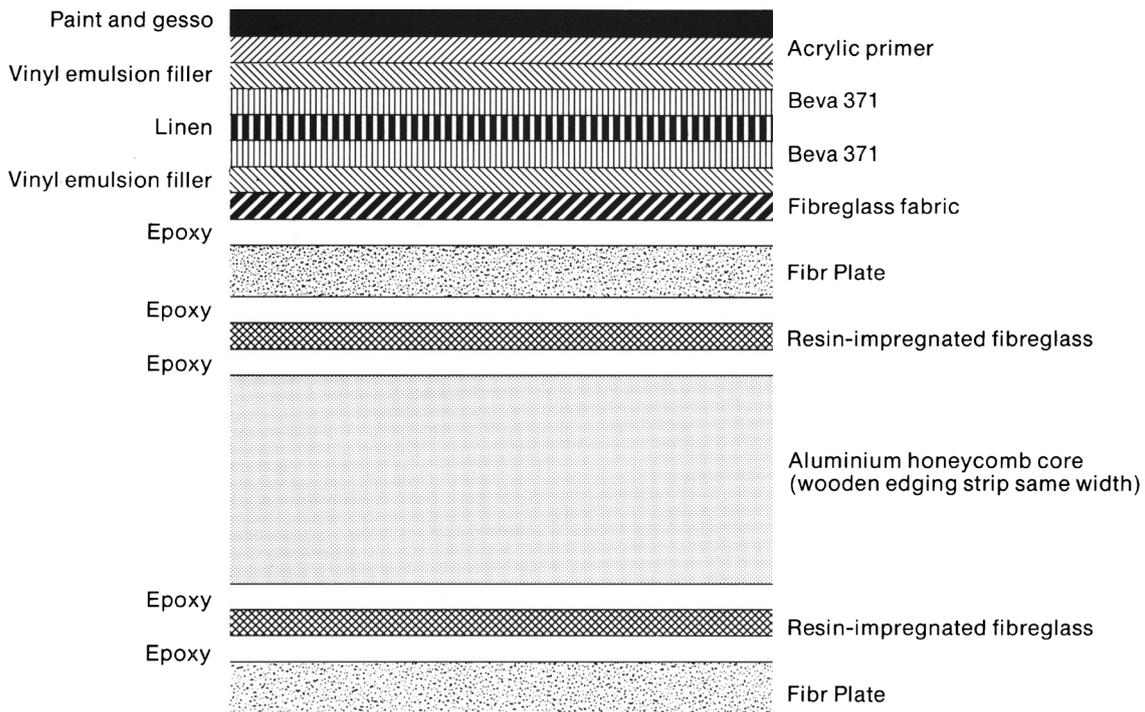 Paint and gesso
Acrylic primer
Vinyl emulsion filler
Beva 371
Linen
Beva 371
Vinyl emulsion filler
Fibreglass fabric
Epoxy
Fibr Plate
Epoxy
Resin-impregnated fibreglass
Epoxy
Aluminium honeycomb core
(wooden edging strip same width)
Epoxy
Resin-impregnated fibreglass
Epoxy
Fibr Plate